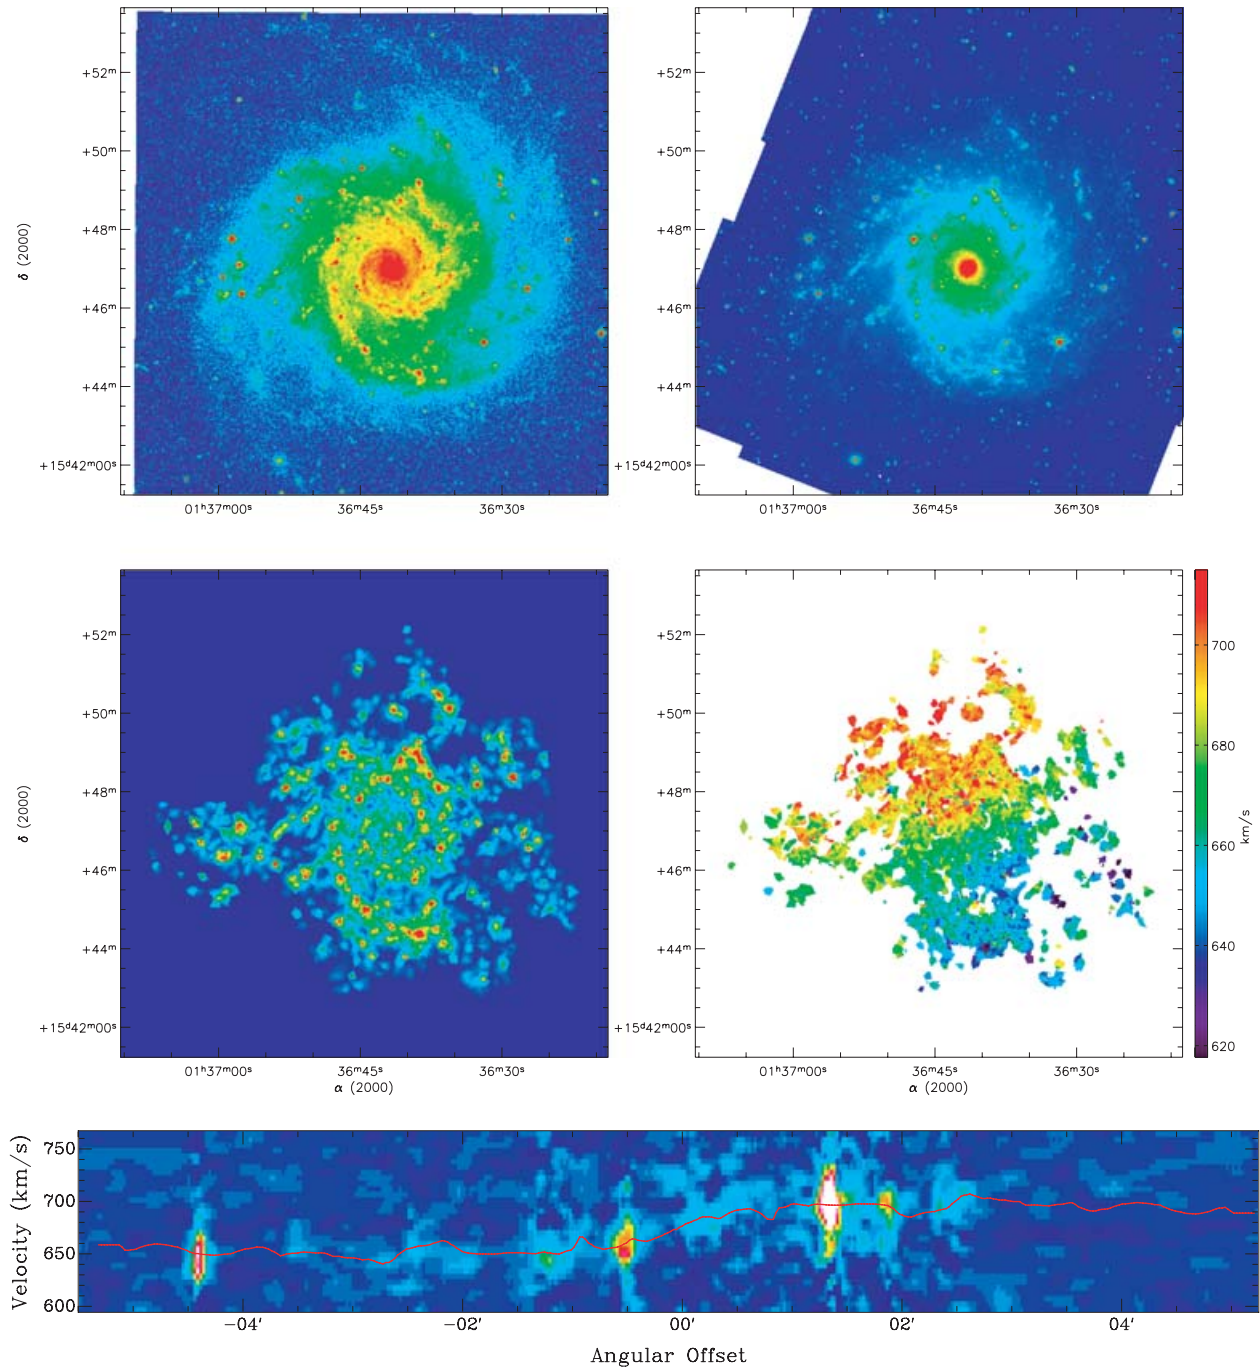 +52ᵐ
+50ᵐ
+48ᵐ
+46ᵐ
+44ᵐ
+15ᵈ42ᵐ00ˢ
δ (2000)
01ʰ37ᵐ00ˢ 36ᵐ45ˢ 36ᵐ30ˢ
+52ᵐ
+50ᵐ
+48ᵐ
+46ᵐ
+44ᵐ
+15ᵈ42ᵐ00ˢ
01ʰ37ᵐ00ˢ 36ᵐ45ˢ 36ᵐ30ˢ
+52ᵐ
+50ᵐ
+48ᵐ
+46ᵐ
+44ᵐ
+15ᵈ42ᵐ00ˢ
δ (2000)
01ʰ37ᵐ00ˢ 36ᵐ45ˢ 36ᵐ30ˢ
α (2000)
+52ᵐ
+50ᵐ
+48ᵐ
+46ᵐ
+44ᵐ
+15ᵈ42ᵐ00ˢ
01ʰ37ᵐ00ˢ 36ᵐ45ˢ 36ᵐ30ˢ
α (2000)
700
680
660
640
620
km/s
Velocity (km/s)
750
700
650
600
−04' −02' 00' 02' 04'
Angular Offset